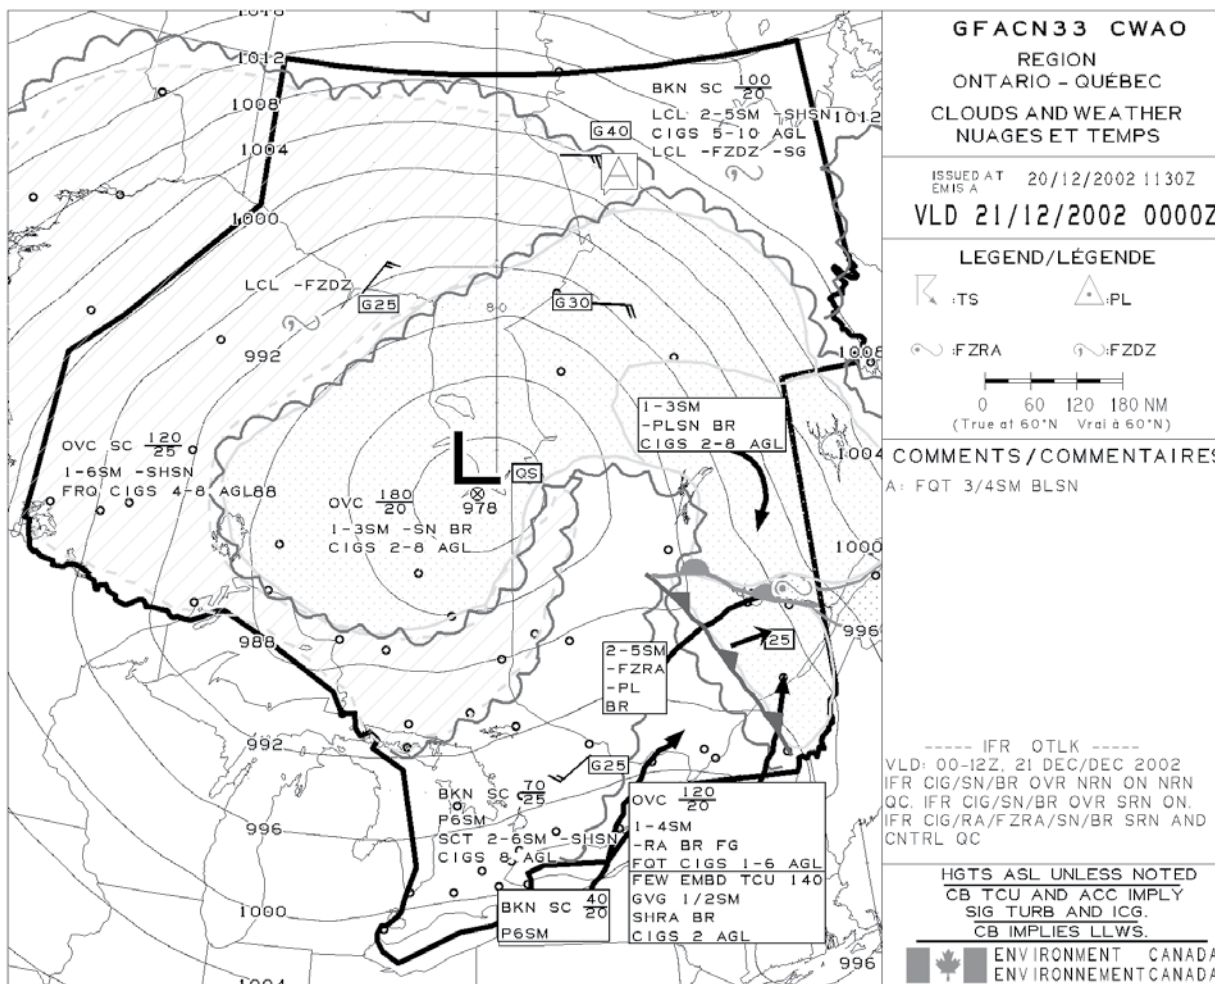 GFACN33 CWAO
REGION
ONTARIO - QUÉBEC
CLOUDS AND WEATHER
NUAGES ET TEMPS
ISSUED AT 20/12/2002 1130Z
EMIS A
VLD 21/12/2002 0000Z
LEGEND/LÉGENDE
:TS
:PL
:FZRA
:FZDZ
0 60 120 180 NM
(True at 60°N Vrai à 60°N)
COMMENTS/COMMENTAIRES
A: FQT 3/4SM BLSN
----- IFR OTLK -----
VLD: 00-12Z, 21 DEC/DEC 2002
IFR CIG/SN/BR OVR NRN ON NRN
QC. IFR CIG/SN/BR OVR SRN ON.
IFR CIG/RA/FZRA/SN/BR SRN AND
CNTRL QC
HGTS ASL UNLESS NOTED
CB TCU AND ACC IMPLY
SIG TURB AND ICG.
CB IMPLIES LLWS.
ENVIRONMENT CANADA
ENVIRONNEMENT CANADA
1016
1012
1008
1004
1000
BKN SC 100/20
LCL 2-5SM -SHSN
CIGS 5-10 AGL
LCL -FZDZ -SG
1012
G40
A
LCL -FZDZ
G25
G30
80
992
1008
1-3SM
-PLSN BR
CIGS 2-8 AGL
1004
OVC SC 120/25
1-6SM -SHSN
FRQ CIGS 4-8 AGL88
L
QS
978
OVC 180/20
1-3SM -SN BR
CIGS 2-8 AGL
1000
996
25
988
2-5SM
-FZRA
-PL
BR
992
G25
BKN SC 70/25
P6SM
SCT 2-6SM -SHSN
CIGS 8 AGL
996
OVC 120/20
1-4SM
-RA BR FG
FQT CIGS 1-6 AGL
FEW EMBD TCU 140
GVG 1/2SM
SHRA BR
CIGS 2 AGL
BKN SC 40/20
P6SM
1000
996
1004